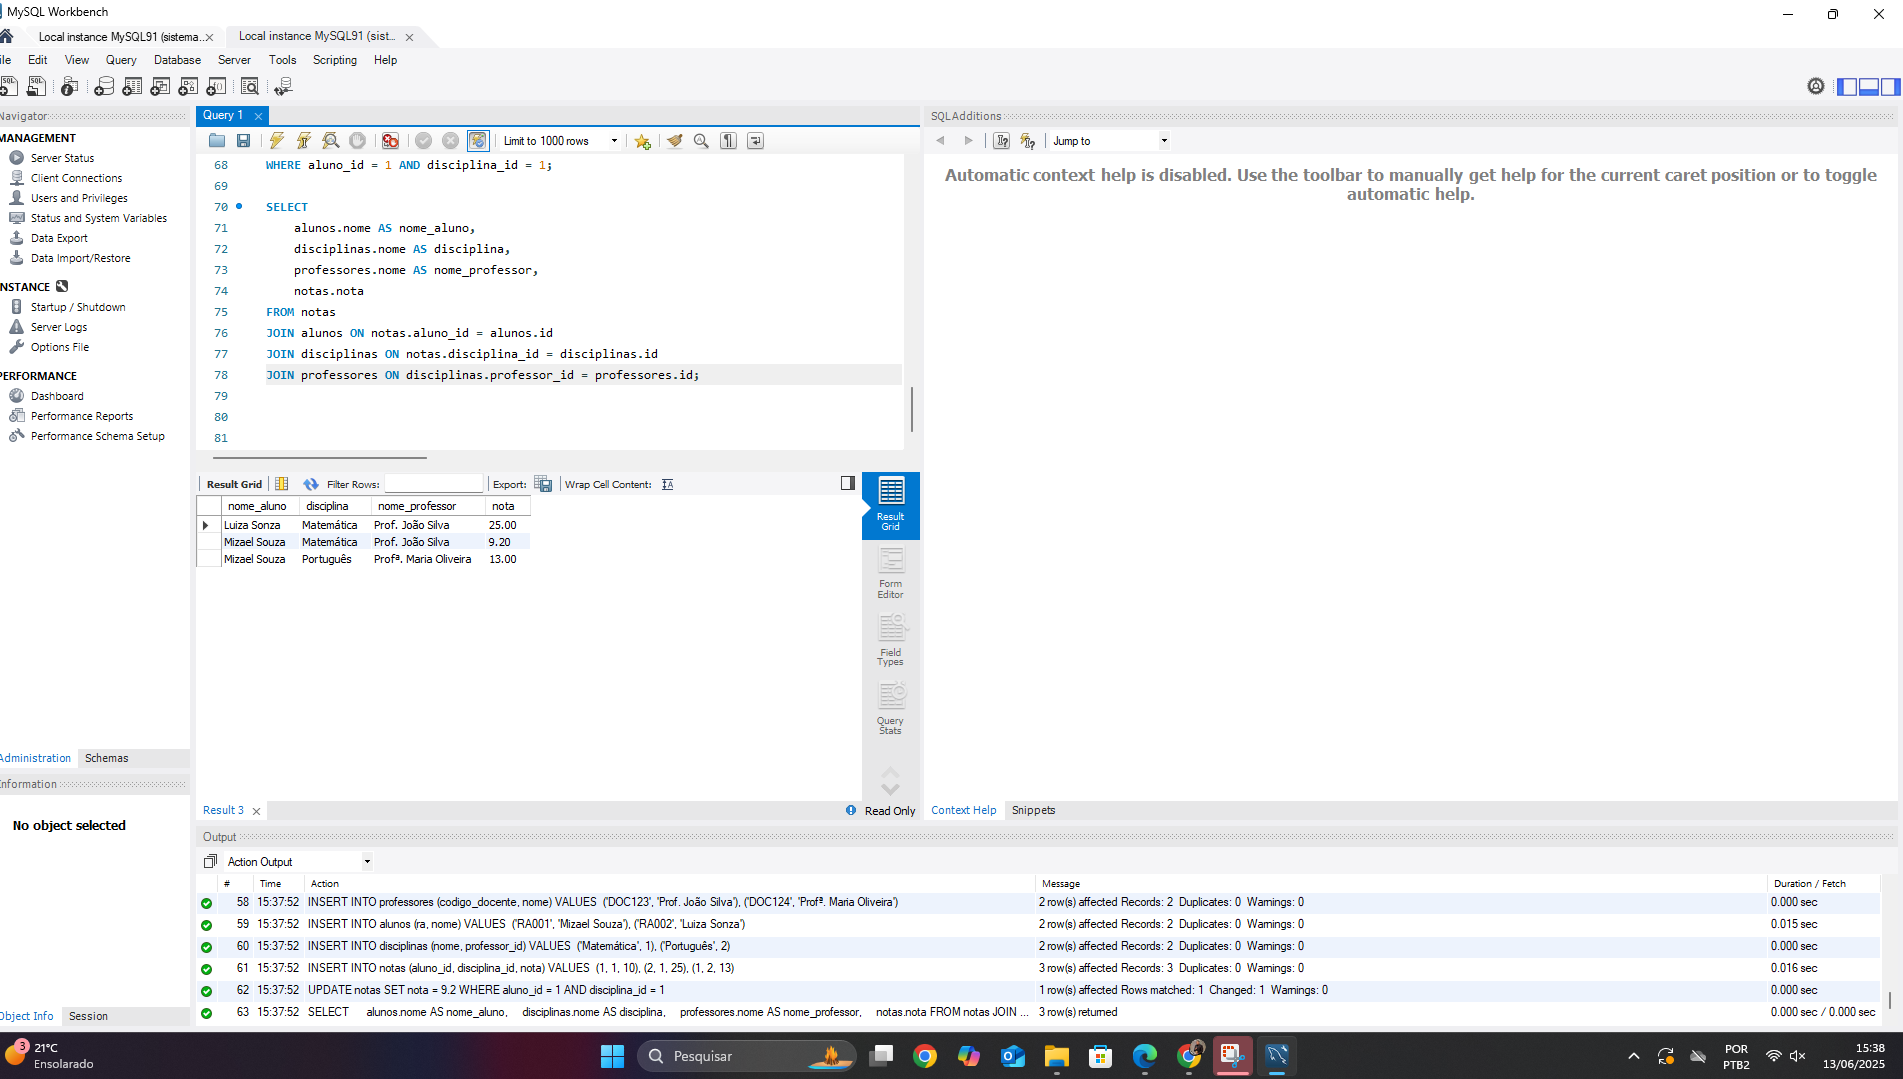 MySQL Workbench
Local instance MySQL91 (sistema...
Local instance MySQL91 (sist...
ile Edit View Query Database Server Tools Scripting Help
Navigator
MANAGEMENT
Server Status
Client Connections
Users and Privileges
Status and System Variables
Data Export
Data Import/Restore
INSTANCE
Startup / Shutdown
Server Logs
Options File
PERFORMANCE
Dashboard
Performance Reports
Performance Schema Setup
Administration Schemas
Information
No object selected
Object Info Session
Query 1
Limit to 1000 rows
68 WHERE aluno_id = 1 AND disciplina_id = 1;
69
70 SELECT
71 alunos.nome AS nome_aluno,
72 disciplinas.nome AS disciplina,
73 professores.nome AS nome_professor,
74 notas.nota
75 FROM notas
76 JOIN alunos ON notas.aluno_id = alunos.id
77 JOIN disciplinas ON notas.disciplina_id = disciplinas.id
78 JOIN professores ON disciplinas.professor_id = professores.id;
79
80
81
Result Grid Filter Rows: Export: Wrap Cell Content:
nome_aluno disciplina nome_professor nota
Luiza Sonza Matemática Prof. João Silva 25.00
Mizael Souza Matemática Prof. João Silva 9.20
Mizael Souza Português Profª. Maria Oliveira 13.00
Result Grid
Form Editor
Field Types
Query Stats
Result 3 Read Only
SQLAdditions
Jump to
Automatic context help is disabled. Use the toolbar to manually get help for the current caret position or to toggle
automatic help.
Context Help Snippets
Output
Action Output
# Time Action Message Duration / Fetch
58 15:37:52 INSERT INTO professores (codigo_docente, nome) VALUES ('DOC123', 'Prof. João Silva'), ('DOC124', 'Profª. Maria Oliveira') 2 row(s) affected Records: 2 Duplicates: 0 Warnings: 0 0.000 sec
59 15:37:52 INSERT INTO alunos (ra, nome) VALUES ('RA001', 'Mizael Souza'), ('RA002', 'Luiza Sonza') 2 row(s) affected Records: 2 Duplicates: 0 Warnings: 0 0.015 sec
60 15:37:52 INSERT INTO disciplinas (nome, professor_id) VALUES ('Matemática', 1), ('Português', 2) 2 row(s) affected Records: 2 Duplicates: 0 Warnings: 0 0.000 sec
61 15:37:52 INSERT INTO notas (aluno_id, disciplina_id, nota) VALUES (1, 1, 10), (2, 1, 25), (1, 2, 13) 3 row(s) affected Records: 3 Duplicates: 0 Warnings: 0 0.016 sec
62 15:37:52 UPDATE notas SET nota = 9.2 WHERE aluno_id = 1 AND disciplina_id = 1 1 row(s) affected Rows matched: 1 Changed: 1 Warnings: 0 0.000 sec
63 15:37:52 SELECT alunos.nome AS nome_aluno, disciplinas.nome AS disciplina, professores.nome AS nome_professor, notas.nota FROM notas JOIN ... 3 row(s) returned 0.000 sec / 0.000 sec
3
21°C
Ensolarado
Pesquisar
POR
PTB2
15:38
13/06/2025